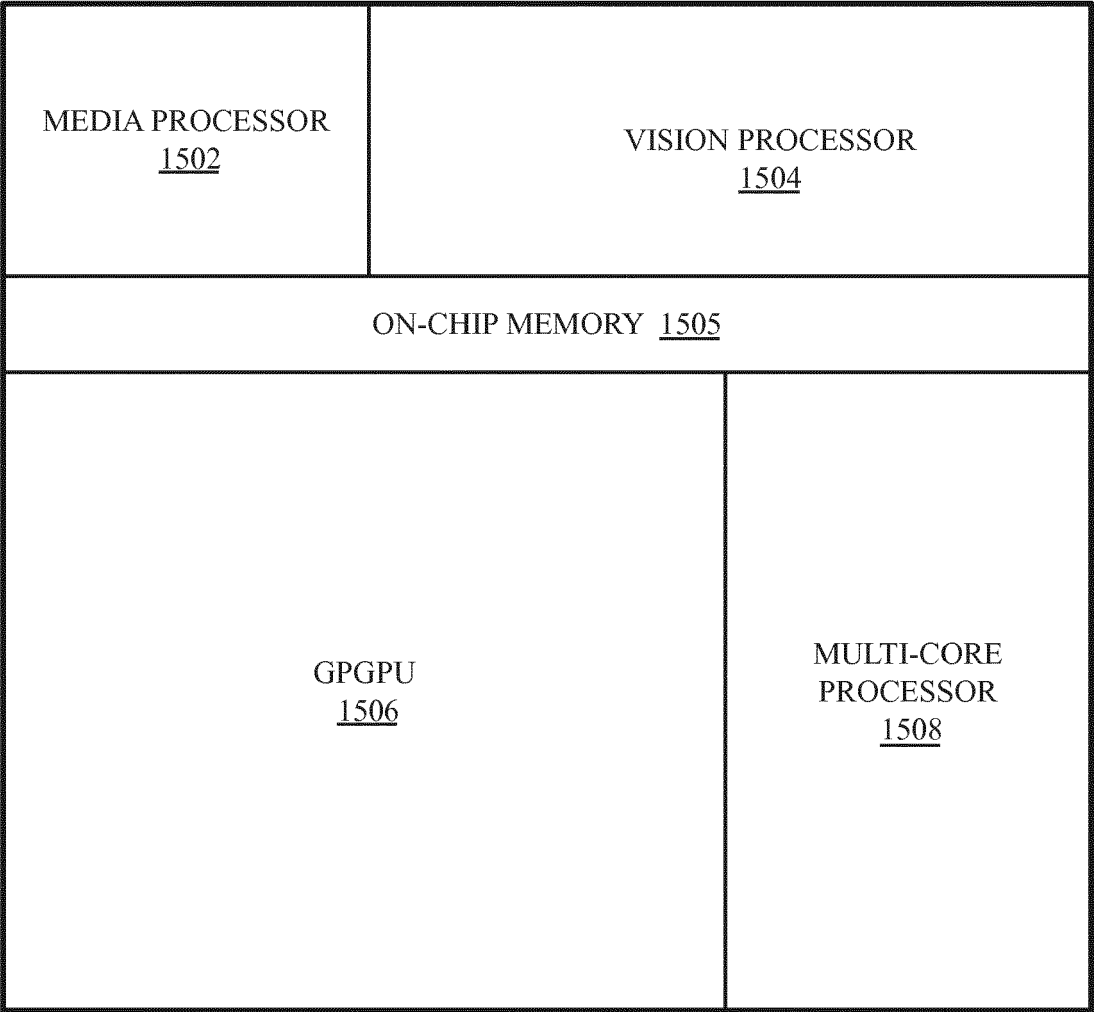 MEDIA PROCESSOR
1502
VISION PROCESSOR
1504
ON-CHIP MEMORY 1505
GPGPU
1506
MULTI-CORE
PROCESSOR
1508